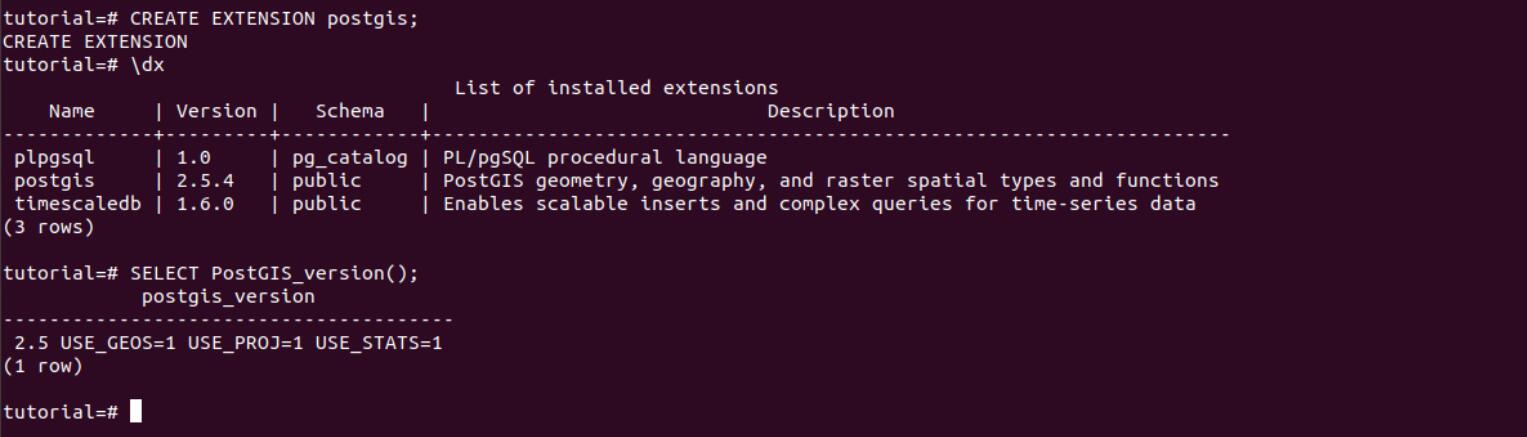 tutorial=# CREATE EXTENSION postgis;
CREATE EXTENSION
tutorial=# \dx
List of installed extensions
Name | Version | Schema | Description
-------------+---------+------------+---------------------------------------------------------------------
plpgsql | 1.0 | pg_catalog | PL/pgSQL procedural language
postgis | 2.5.4 | public | PostGIS geometry, geography, and raster spatial types and functions
timescaledb | 1.6.0 | public | Enables scalable inserts and complex queries for time-series data
(3 rows)
tutorial=# SELECT PostGIS_version();
postgis_version
---------------------------------------
2.5 USE_GEOS=1 USE_PROJ=1 USE_STATS=1
(1 row)
tutorial=#